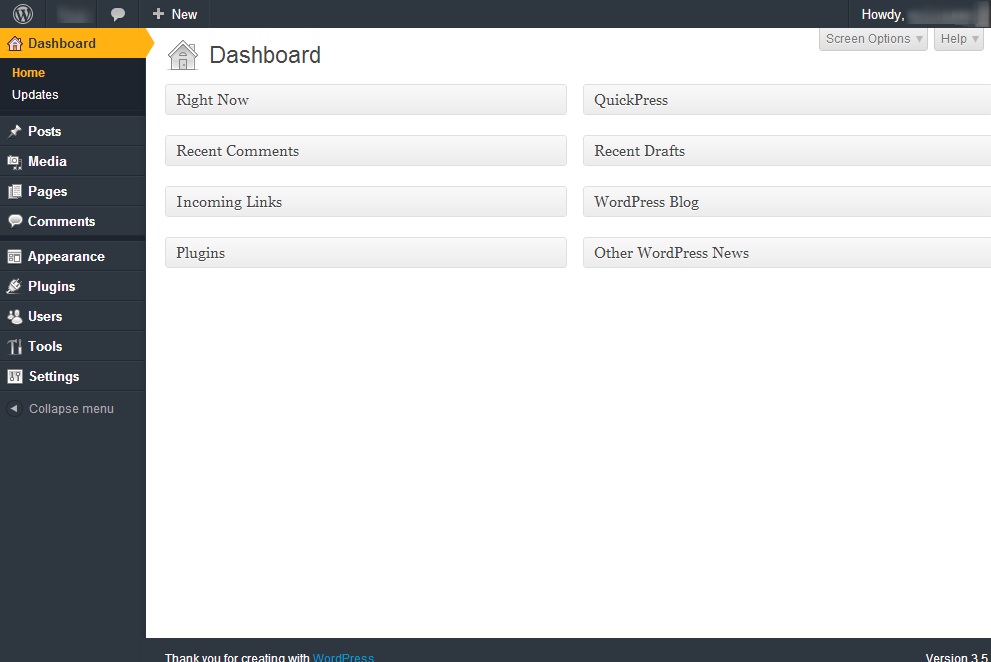 New
Howdy,
Dashboard
Home
Updates
Posts
Media
Pages
Comments
Appearance
Plugins
Users
Tools
Settings
Collapse menu
Screen Options
Help
Dashboard
Right Now
QuickPress
Recent Comments
Recent Drafts
Incoming Links
WordPress Blog
Plugins
Other WordPress News
Thank you for creating with WordPress
Version 3.5